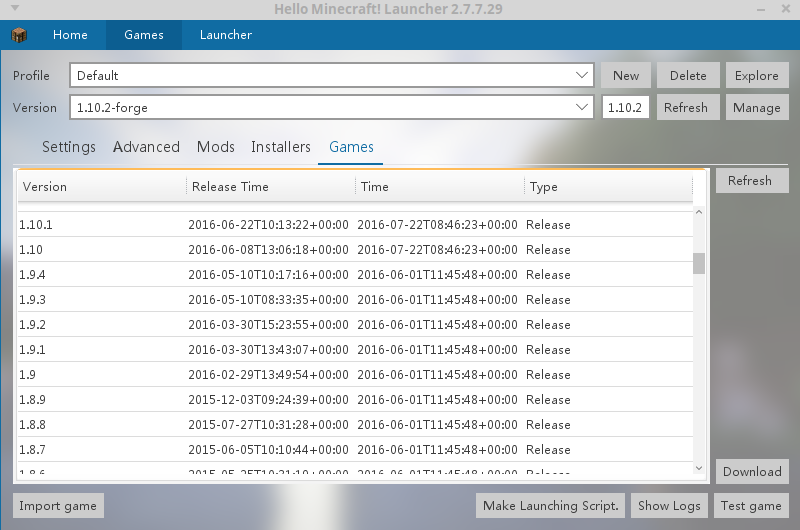 Hello Minecraft! Launcher 2.7.7.29
Home Games Launcher
Profile Default New Delete Explore
Version 1.10.2-forge 1.10.2 Refresh Manage
Settings Advanced Mods Installers Games
Version Release Time Time Type Refresh
1.10.1 2016-06-22T10:13:22+00:00 2016-07-22T08:46:23+00:00 Release
1.10 2016-06-08T13:06:18+00:00 2016-07-22T08:46:23+00:00 Release
1.9.4 2016-05-10T10:17:16+00:00 2016-06-01T11:45:48+00:00 Release
1.9.3 2016-05-10T08:33:35+00:00 2016-06-01T11:45:48+00:00 Release
1.9.2 2016-03-30T15:23:55+00:00 2016-06-01T11:45:48+00:00 Release
1.9.1 2016-03-30T13:43:07+00:00 2016-06-01T11:45:48+00:00 Release
1.9 2016-02-29T13:49:54+00:00 2016-06-01T11:45:48+00:00 Release
1.8.9 2015-12-03T09:24:39+00:00 2016-06-01T11:45:48+00:00 Release
1.8.8 2015-07-27T10:31:28+00:00 2016-06-01T11:45:48+00:00 Release
1.8.7 2015-06-05T10:10:44+00:00 2016-06-01T11:45:48+00:00 Release
1.8.6 2016-06-01T11:45:48+00:00 Release
Download
Import game Make Launching Script. Show Logs Test game